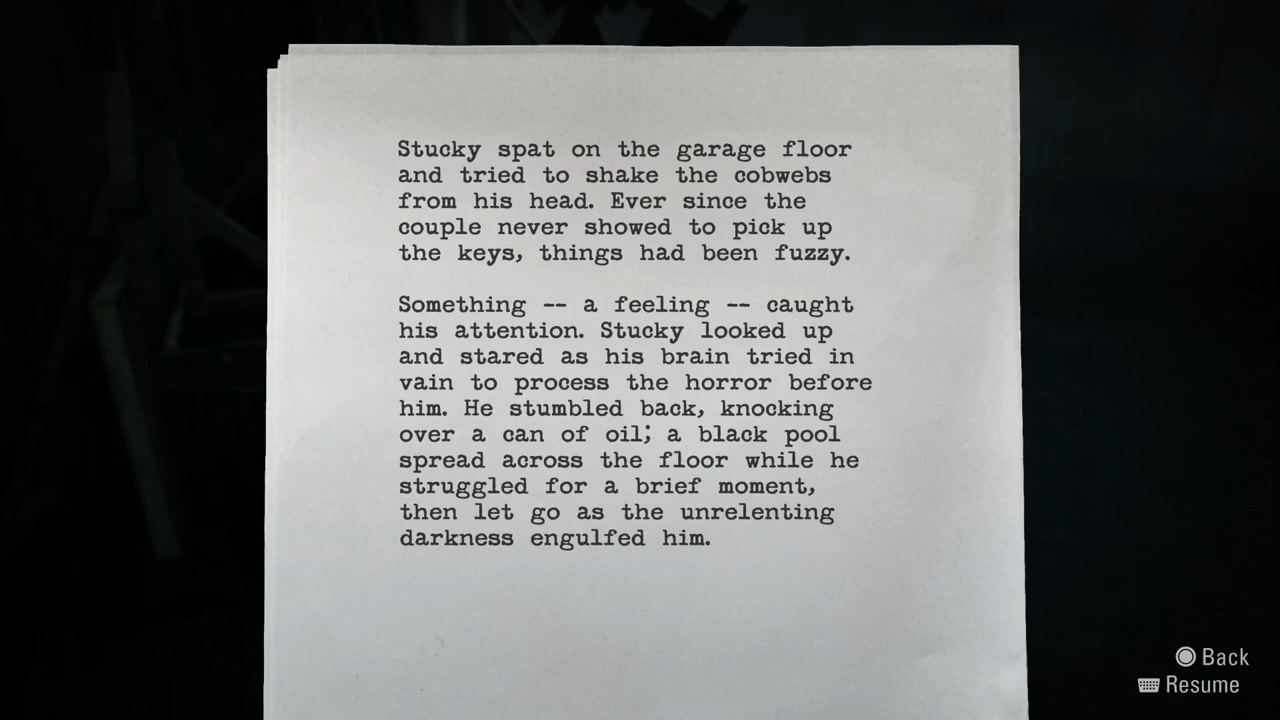 Stucky spat on the garage floor
and tried to shake the cobwebs
from his head. Ever since the
couple never showed to pick up
the keys, things had been fuzzy.
Something -- a feeling -- caught
his attention. Stucky looked up
and stared as his brain tried in
vain to process the horror before
him. He stumbled back, knocking
over a can of oil; a black pool
spread across the floor while he
struggled for a brief moment,
then let go as the unrelenting
darkness engulfed him.
Back
Resume